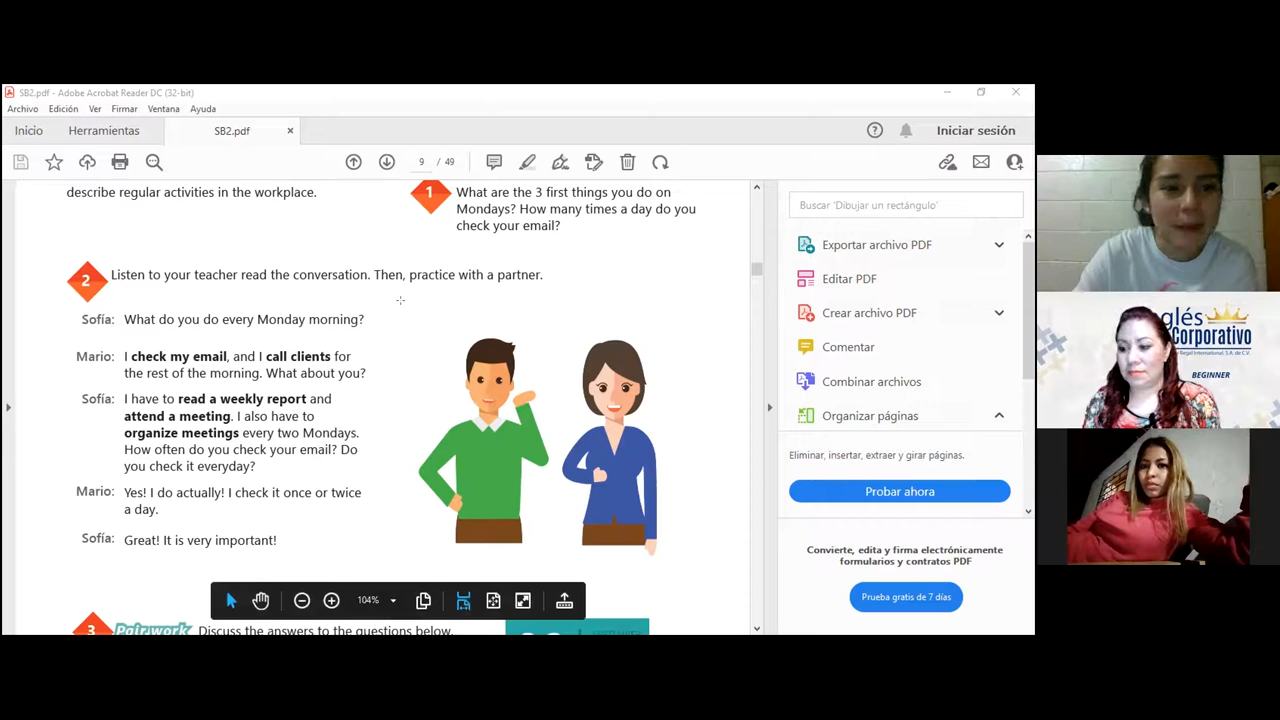 SB2.pdf - Adobe Acrobat Reader DC (32-bit)
Archivo Edición Ver Firmar Ventana Ayuda
Inicio Herramientas SB2.pdf × Iniciar sesión
9 / 49
describe regular activities in the workplace.
1 What are the 3 first things you do on
Mondays? How many times a day do you
check your email?
2 Listen to your teacher read the conversation. Then, practice with a partner.
Sofía: What do you do every Monday morning?
Mario: I check my email, and I call clients for
the rest of the morning. What about you?
Sofía: I have to read a weekly report and
attend a meeting. I also have to
organize meetings every two Mondays.
How often do you check your email? Do
you check it everyday?
Mario: Yes! I do actually! I check it once or twice
a day.
Sofía: Great! It is very important!
104%
3 Pair work Discuss the answers to the questions below.
Buscar 'Dibujar un rectángulo'
Exportar archivo PDF
Editar PDF
Crear archivo PDF
Comentar
Combinar archivos
Organizar páginas
Eliminar, insertar, extraer y girar páginas.
Probar ahora
Convierte, edita y firma electrónicamente
formularios y contratos PDF
Prueba gratis de 7 días
glés
Corporativo
de Regal International, S.A. de C.V.
BEGINNER